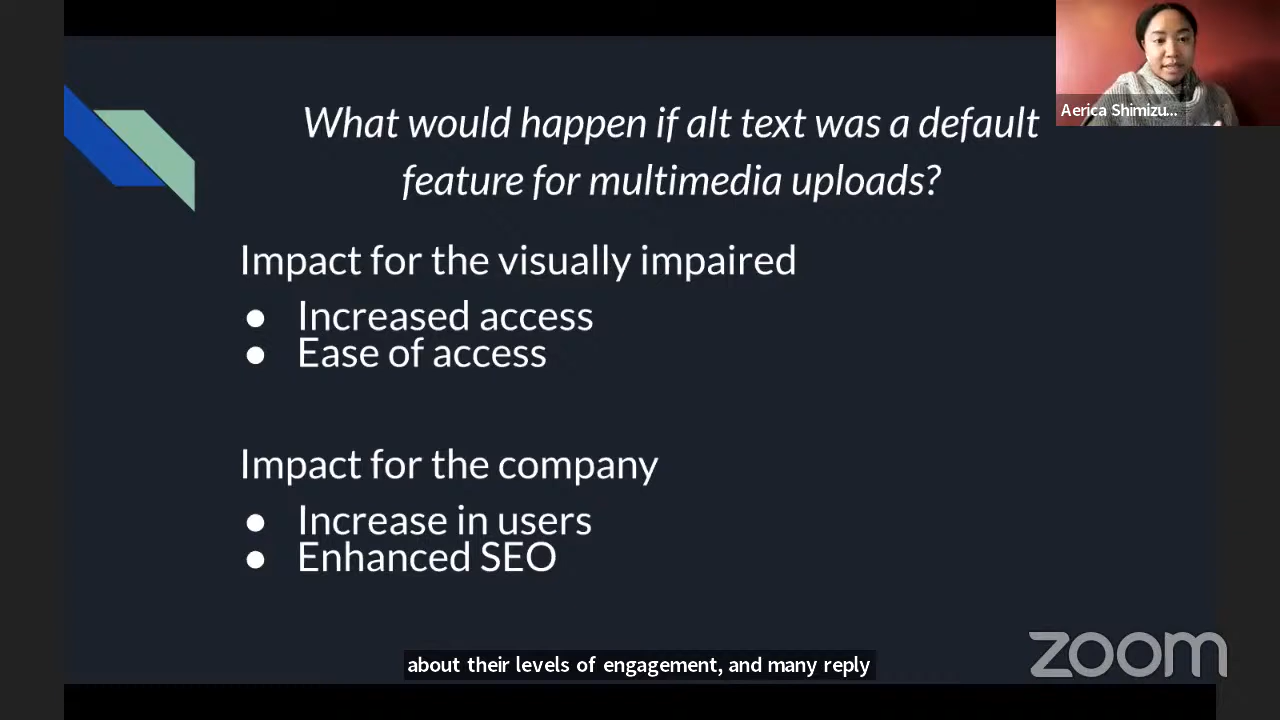 What would happen if alt text was a default
feature for multimedia uploads?
Aerica Shimizu...
Impact for the visually impaired
● Increased access
● Ease of access
Impact for the company
● Increase in users
● Enhanced SEO
about their levels of engagement, and many reply
zoom